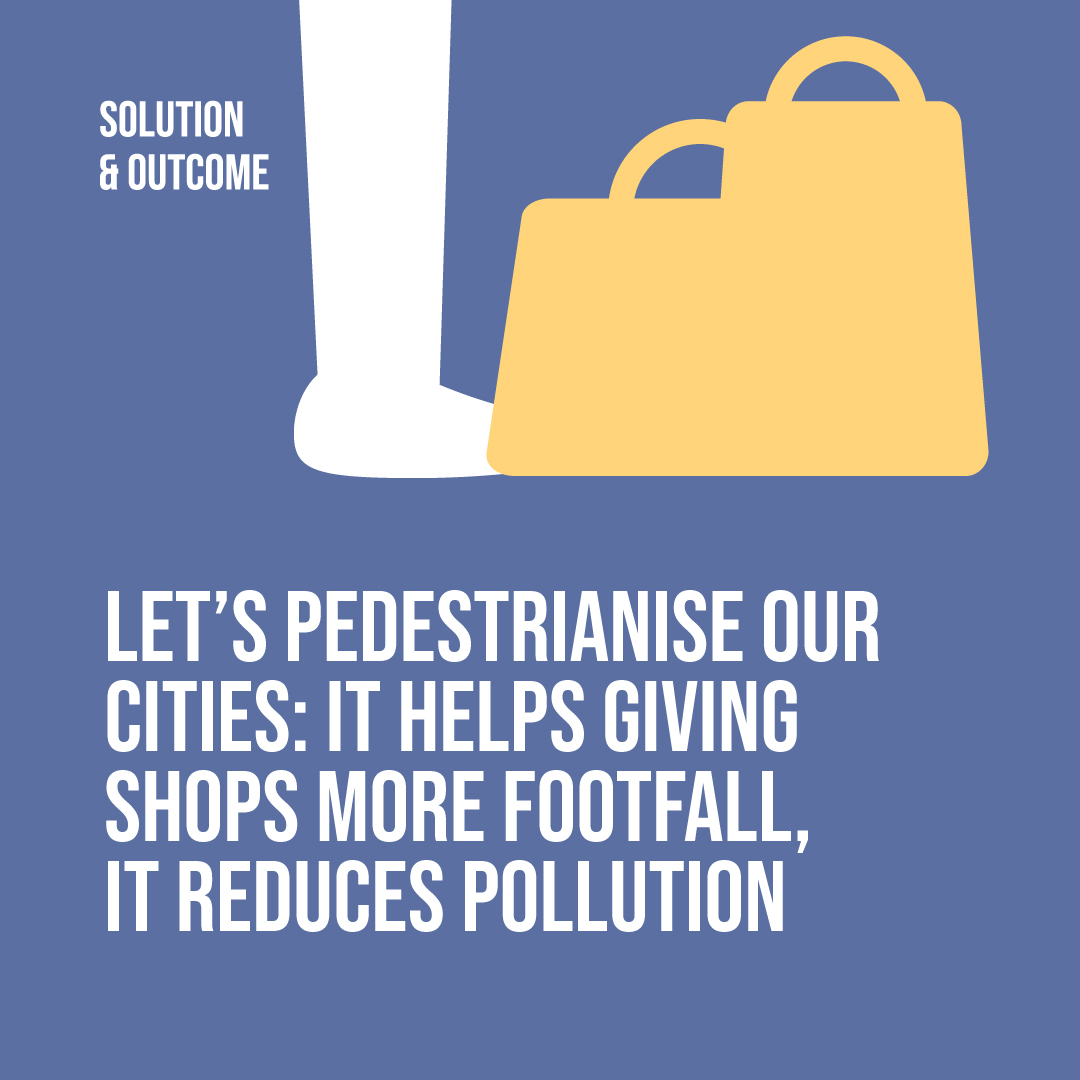 SOLUTION
& OUTCOME
LET’S PEDESTRIANISE OUR
CITIES: IT HELPS GIVING
SHOPS MORE FOOTFALL,
IT REDUCES POLLUTION